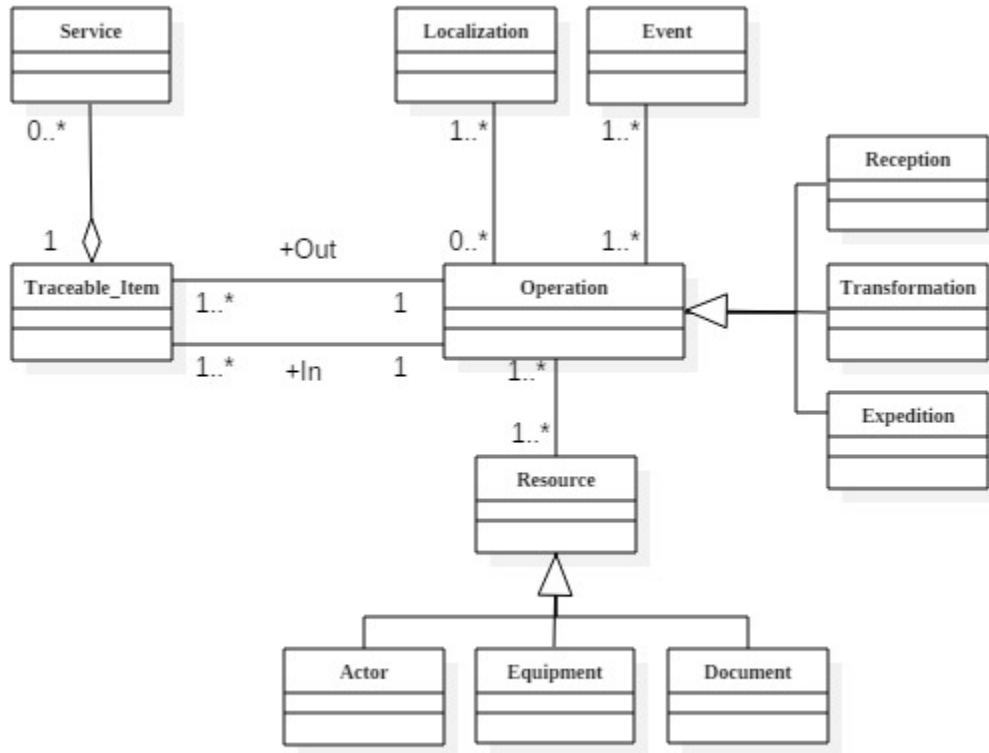 Service
Localization
Event
0..*
1..*
1..*
Reception
1
+Out
0..*
1..*
Traceable_Item
1..*
1
Operation
Transformation
1..*
+In
1
1..*
Expedition
1..*
Resource
Actor
Equipment
Document